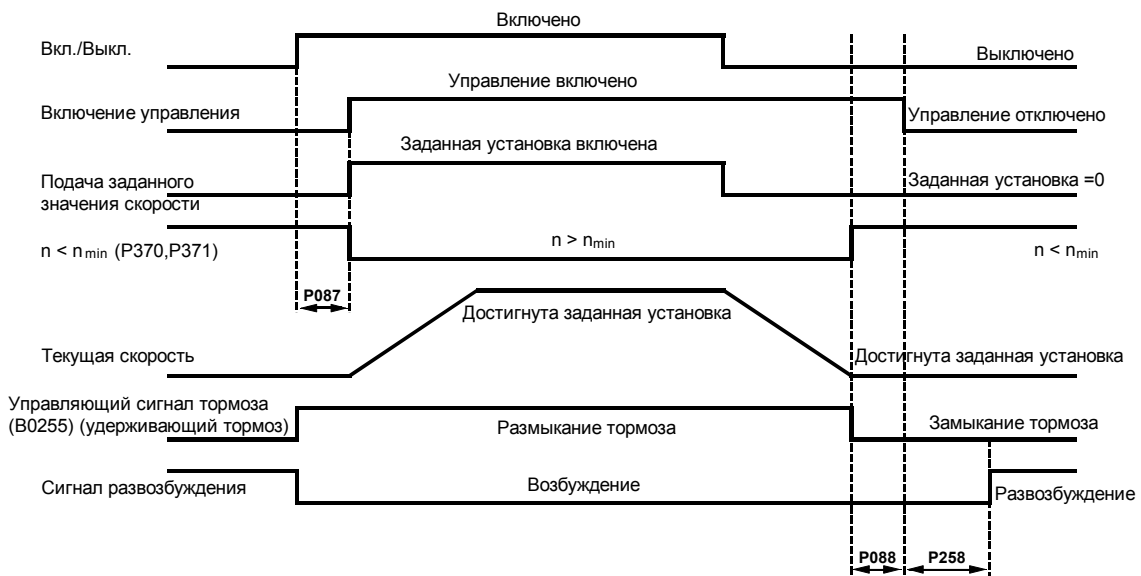 Включено
Вкл./Выкл.
Выключено
Управление включено
Включение управления
Управление отключено
Заданная установка включена
Подача заданного
значения скорости
Заданная установка =0
n < nmin (P370,P371)
n > nmin
n < nmin
P087
Достигнута заданная установка
Текущая скорость
Достигнута заданная установка
Управляющий сигнал тормоза
(B0255) (удерживающий тормоз)
Размыкание тормоза
Замыкание тормоза
Сигнал развозбуждения
Возбуждение
Развозбуждение
P088
P258